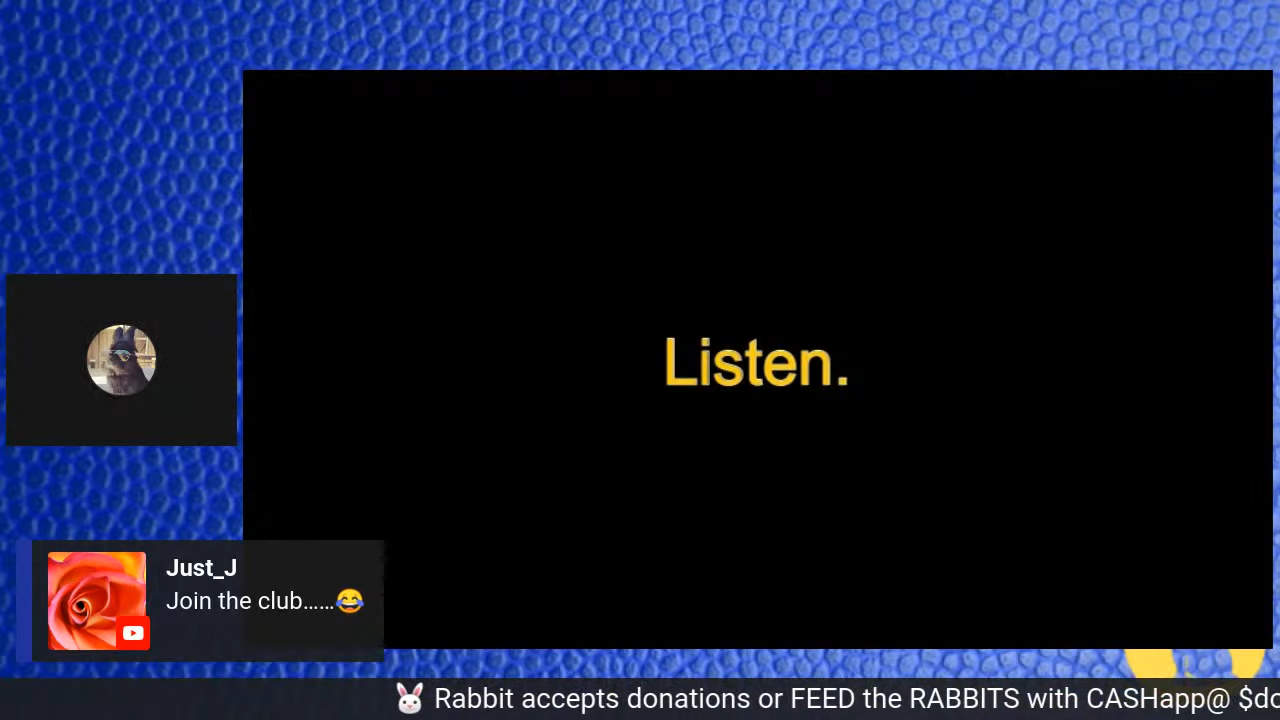 Listen.
Just_J
Join the club......😂
🐰 Rabbit accepts donations or FEED the RABBITS with CASHapp@